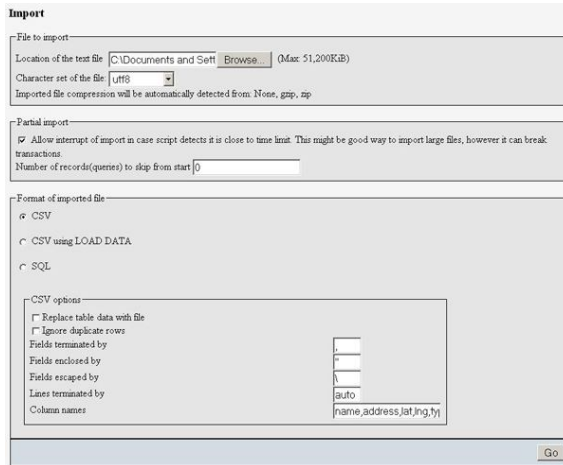 Import
File to import
Location of the text file C:\Documents and Sett Browse... (Max: 51,200KiB)
Character set of the file: utf8
Imported file compression will be automatically detected from: None, gzip, zip
Partial import
Allow interrupt of import in case script detects it is close to time limit. This might be good way to import large files, however it can break
transactions.
Number of records(queries) to skip from start 0
Format of imported file
CSV
CSV using LOAD DATA
SQL
CSV options
Replace table data with file
Ignore duplicate rows
Fields terminated by ,
Fields enclosed by "
Fields escaped by \
Lines terminated by auto
Column names name,address,lat,lng,typ
Go